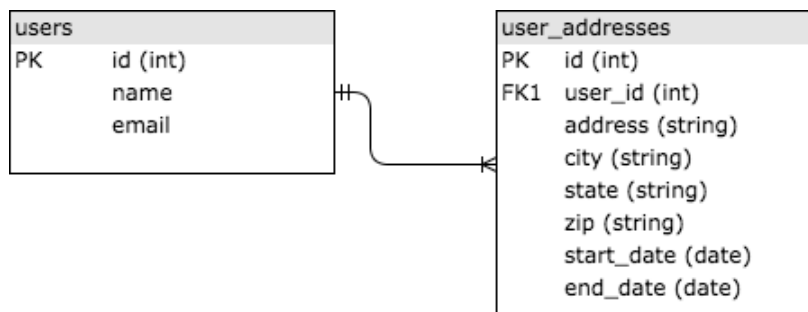 users
PK id (int)
name
email
user_addresses
PK id (int)
FK1 user_id (int)
address (string)
city (string)
state (string)
zip (string)
start_date (date)
end_date (date)